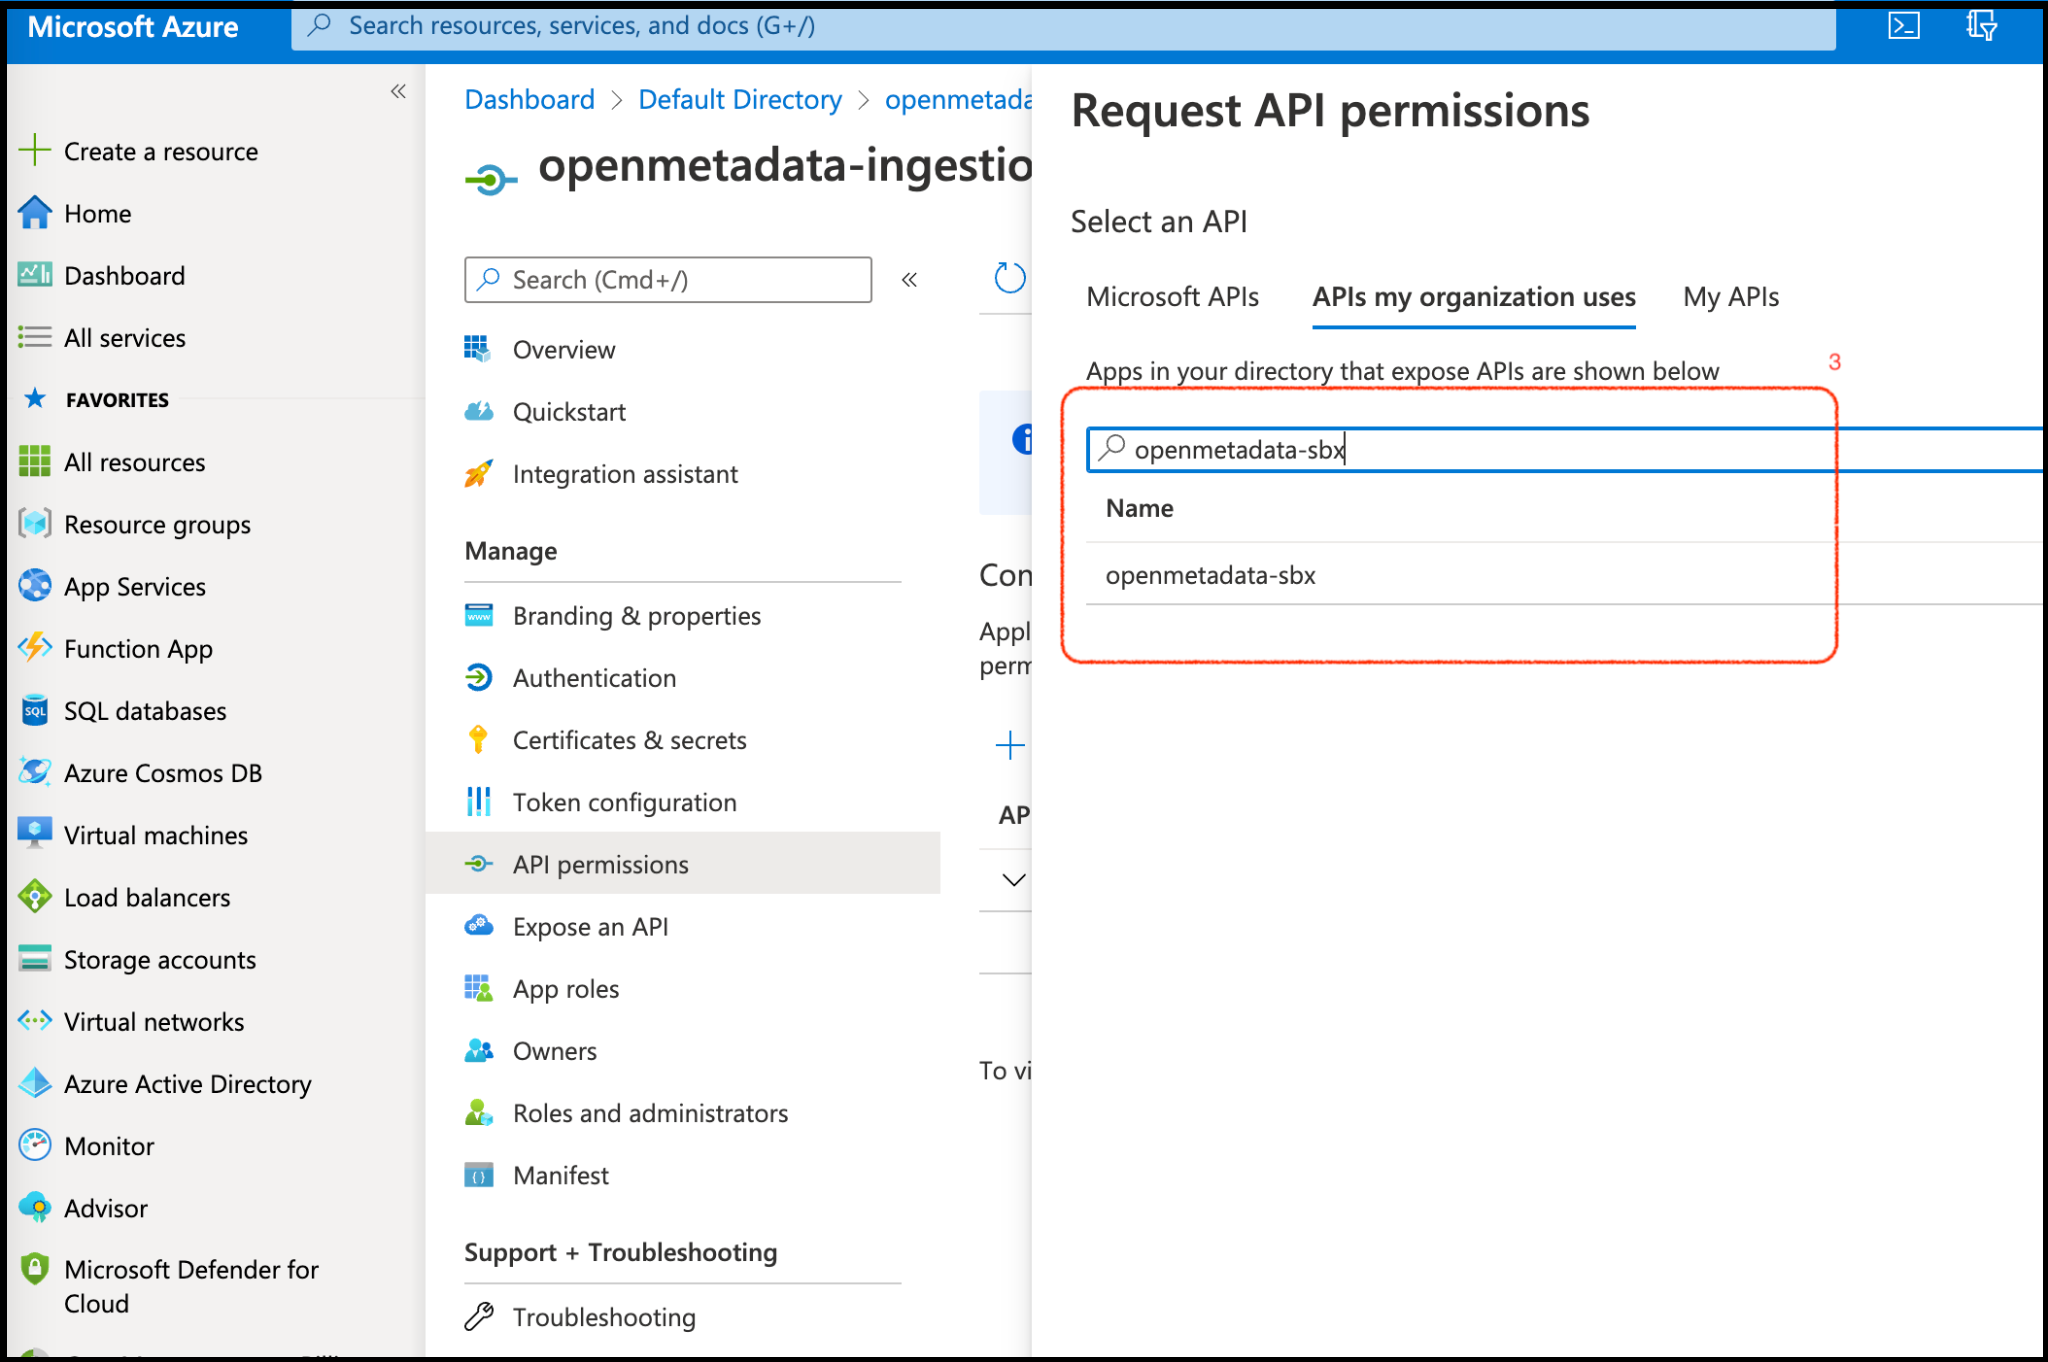 Microsoft Azure
Search resources, services, and docs (G+/)
Create a resource
Home
Dashboard
All services
FAVORITES
All resources
Resource groups
App Services
Function App
SQL databases
Azure Cosmos DB
Virtual machines
Load balancers
Storage accounts
Virtual networks
Azure Active Directory
Monitor
Advisor
Microsoft Defender for
Cloud
Dashboard > Default Directory > openmetada
openmetadata-ingestio
Search (Cmd+/)
Overview
Quickstart
Integration assistant
Manage
Branding & properties
Authentication
Certificates & secrets
Token configuration
API permissions
Expose an API
App roles
Owners
Roles and administrators
Manifest
Support + Troubleshooting
Troubleshooting
Con
Appl
perm
AP
To vi
Request API permissions
Select an API
Microsoft APIs
APIs my organization uses
My APIs
Apps in your directory that expose APIs are shown below
3
openmetadata-sbx
Name
openmetadata-sbx